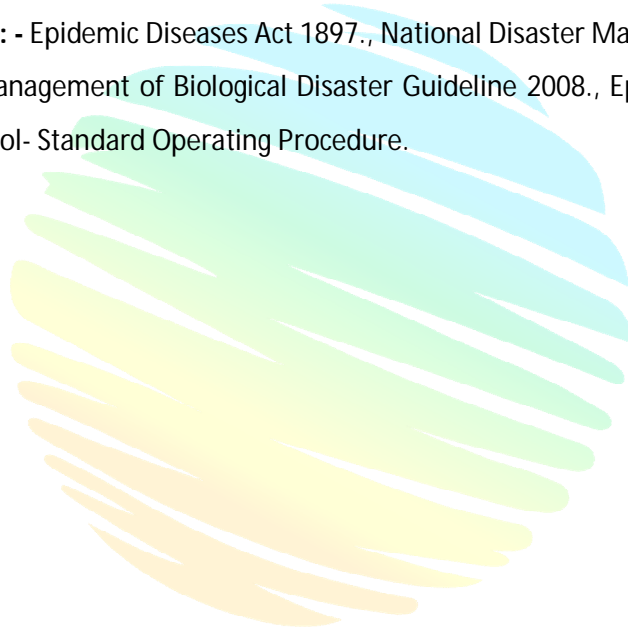 : - Epidemic Diseases Act 1897., National Disaster Ma
anagement of Biological Disaster Guideline 2008., Ep
ol- Standard Operating Procedure.